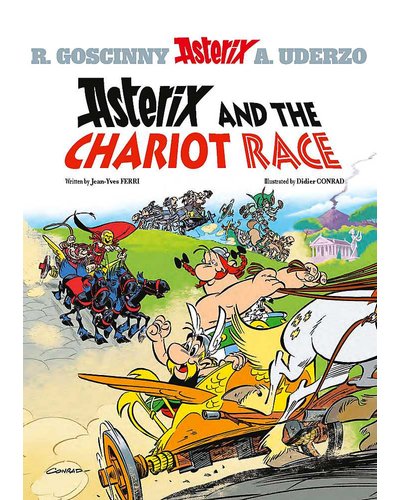 R. GOSCINNY Asterix A. UDERZO
Asterix AND THE
CHARIOT RACE
Written by Jean-Yves FERRI Illustrated by Didier CONRAD
CONRAD